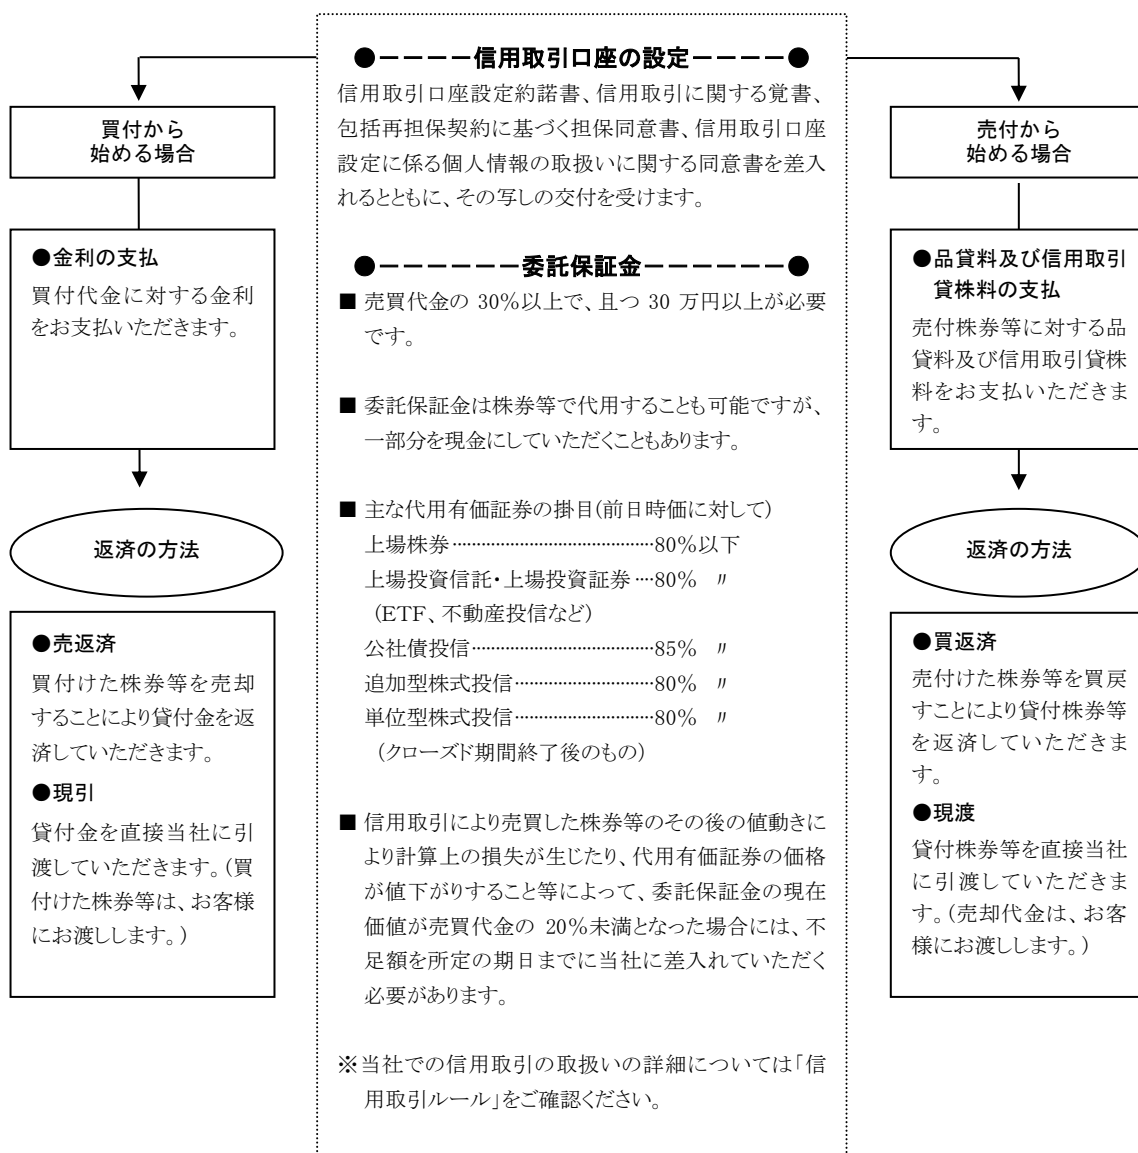 ●－－－－信用取引口座の設定－－－－●
信用取引口座設定約諾書、信用取引に関する覚書、
包括再担保契約に基づく担保同意書、信用取引口座
設定に係る個人情報の取扱いに関する同意書を差入
れるとともに、その写しの交付を受けます。
●－－－－－－委託保証金－－－－－－●
■ 売買代金の 30％以上で、且つ 30 万円以上が必要
です。
■ 委託保証金は株券等で代用することも可能ですが、
一部分を現金にしていただくこともあります。
■ 主な代用有価証券の掛目(前日時価に対して)
上場株券……………………………………80％以下
上場投資信託・上場投資証券 …80％ 〃
(ETF、不動産投信など)
公社債投信…………………………………85％ 〃
追加型株式投信…………………………80％ 〃
単位型株式投信…………………………80％ 〃
(クローズド期間終了後のもの)
■ 信用取引により売買した株券等のその後の値動きに
より計算上の損失が生じたり、代用有価証券の価格
が値下がりすること等によって、委託保証金の現在
価値が売買代金の 20％未満となった場合には、不
足額を所定の期日までに当社に差入れていただく
必要があります。
※当社での信用取引の取扱いの詳細については「信
用取引ルール」をご確認ください。
買付から
始める場合
●金利の支払
買付代金に対する金利
をお支払いただきます。
返済の方法
●売返済
買付けた株券等を売却
することにより貸付金を返
済していただきます。
●現引
貸付金を直接当社に引
渡していただきます。(買
付けた株券等は、お客様
にお渡しします。)
売付から
始める場合
●品貸料及び信用取引
貸株料の支払
売付株券等に対する品
貸料及び信用取引貸株
料をお支払いただきま
す。
返済の方法
●買返済
売付けた株券等を買戻
すことにより貸付株券等
を返済していただきま
す。
●現渡
貸付株券等を直接当社
に引渡していただきま
す。(売却代金は、お客
様にお渡しします。)